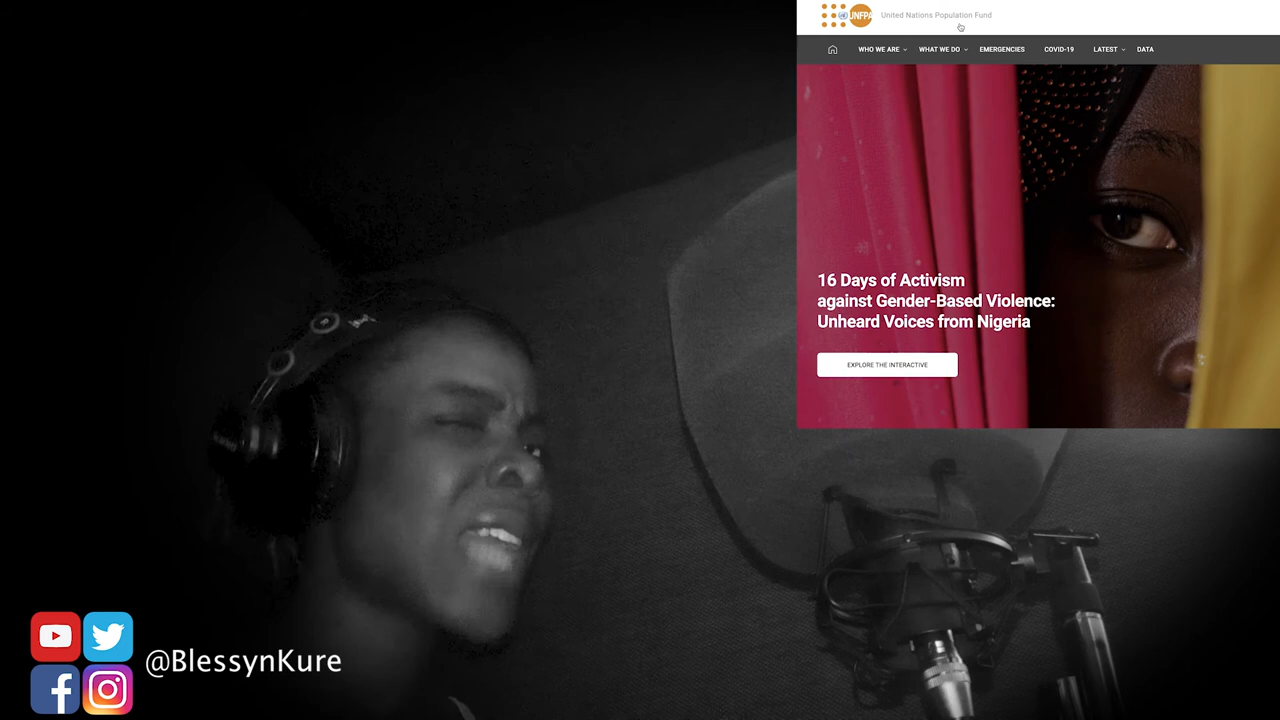 UNFPA
United Nations Population Fund
WHO WE ARE
WHAT WE DO
EMERGENCIES
COVID-19
LATEST
DATA
16 Days of Activism
against Gender-Based Violence:
Unheard Voices from Nigeria
EXPLORE THE INTERACTIVE
@BlessynKure